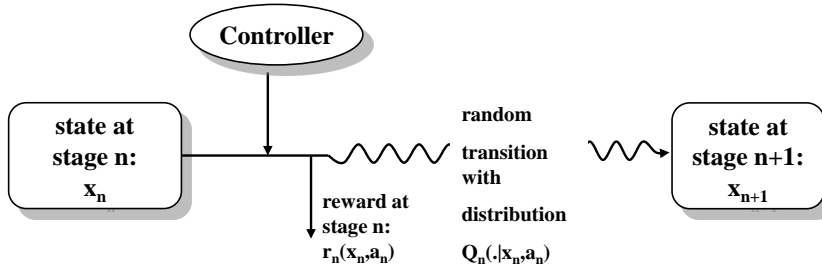 Controller
state at
stage n:
xₙ
random
transition
with
distribution
Qₙ(.|xₙ,aₙ)
reward at
stage n:
rₙ(xₙ,aₙ)
state at
stage n+1:
xₙ₊₁